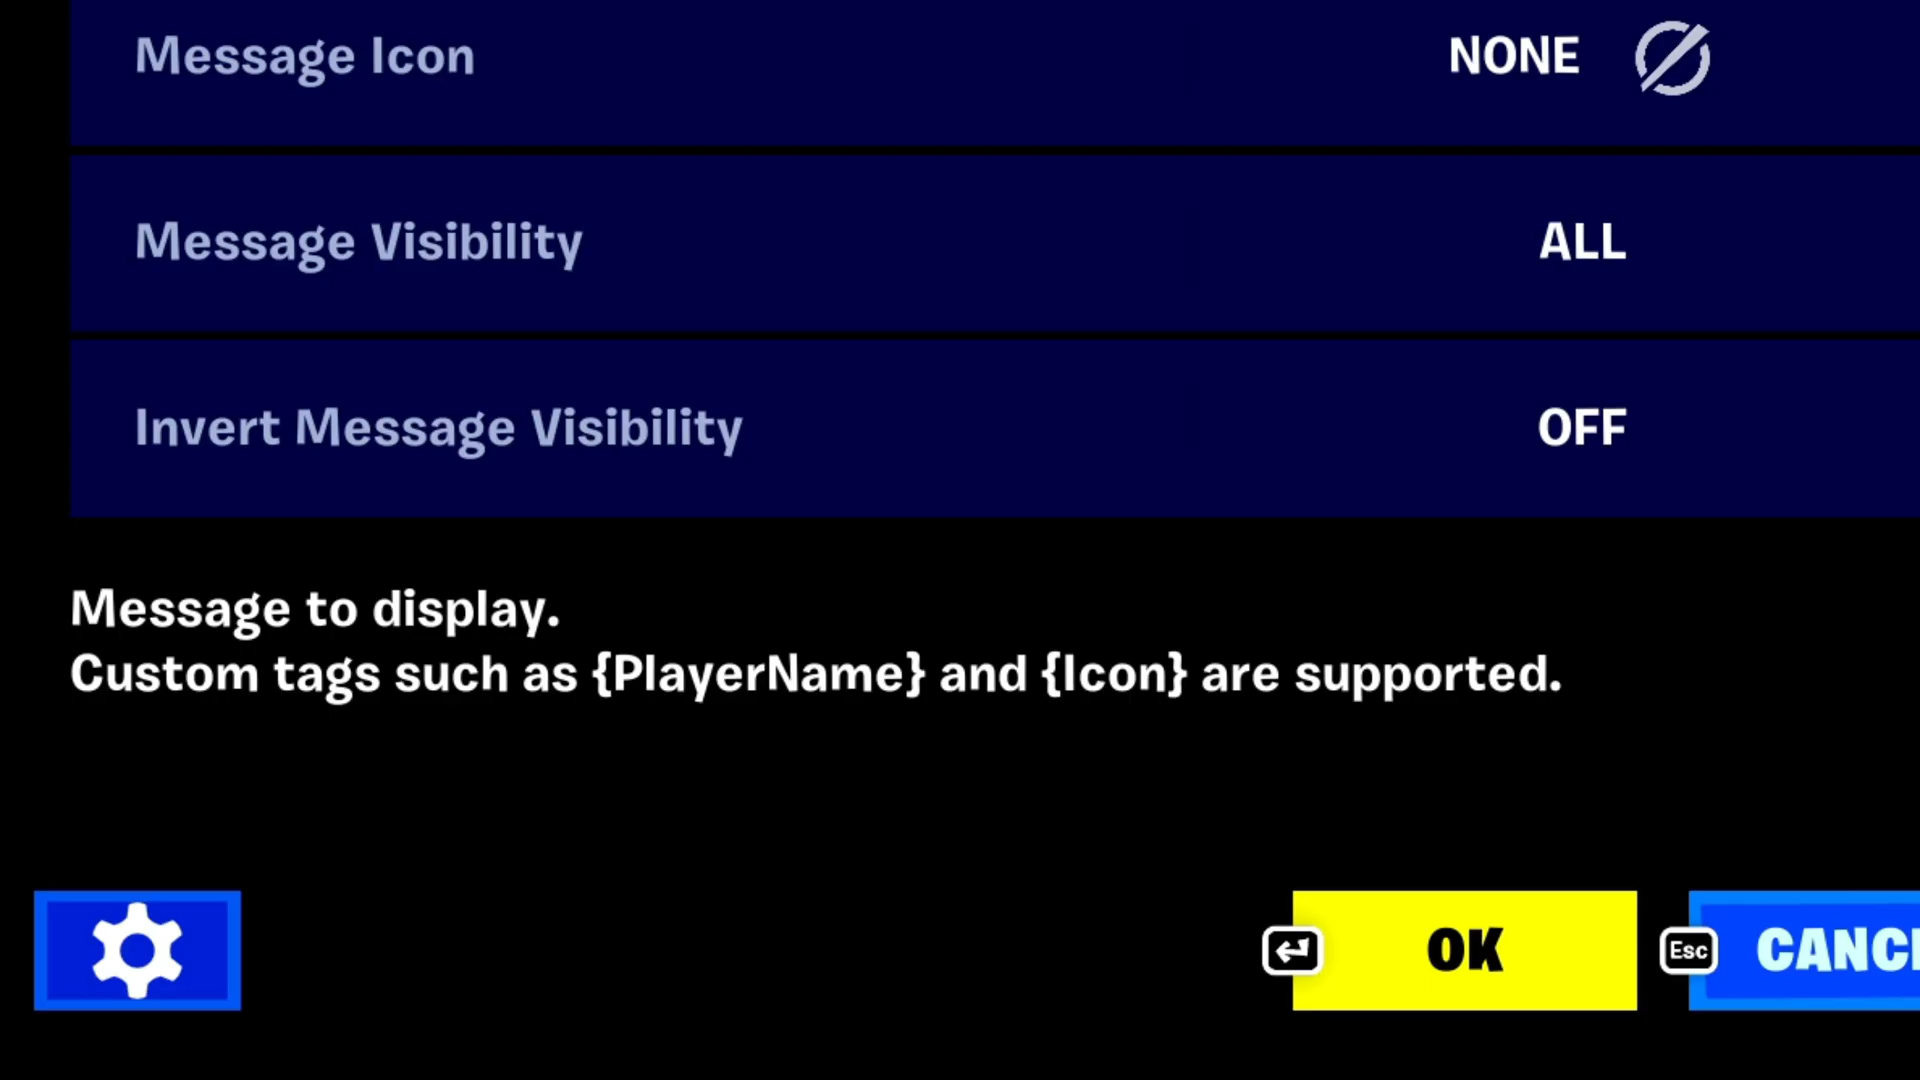 Message Icon NONE
Message Visibility ALL
Invert Message Visibility OFF
Message to display.
Custom tags such as {PlayerName} and {Icon} are supported.
OK Esc CANC